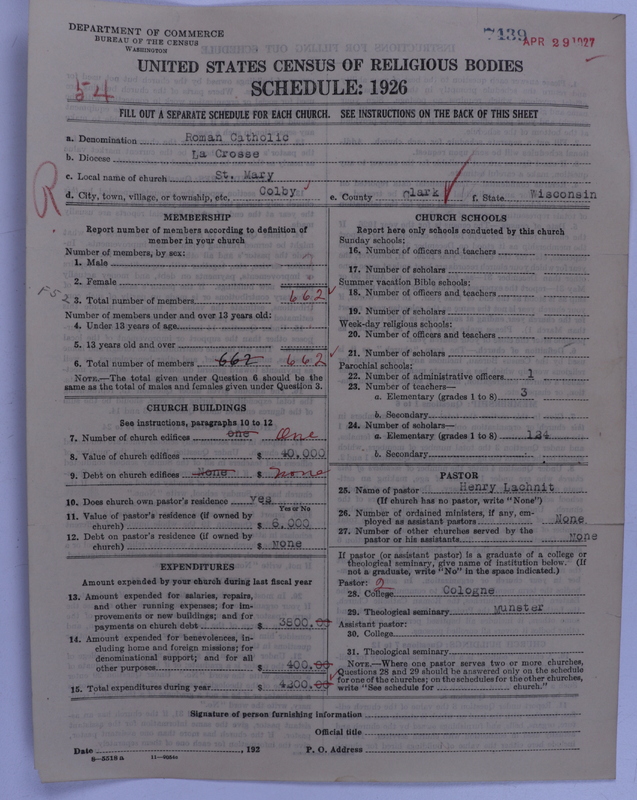 DEPARTMENT OF COMMERCE
BUREAU OF THE CENSUS
WASHINGTON
7439
APR 29 1927
UNITED STATES CENSUS OF RELIGIOUS BODIES
SCHEDULE: 1926
54
FILL OUT A SEPARATE SCHEDULE FOR EACH CHURCH. SEE INSTRUCTIONS ON THE BACK OF THIS SHEET
a. Denomination Roman Catholic
b. Diocese La Crosse
c. Local name of church St. Mary
R
d. City, town, village, or township, etc. Colby e. County Clark f. State Wisconsin
MEMBERSHIP
Report number of members according to definition of
member in your church
Number of members, by sex:
1. Male
2. Female
F52
3. Total number of members 662
Number of members under and over 13 years old:
4. Under 13 years of age
5. 13 years old and over
6. Total number of members 662 662
NOTE.—The total given under Question 6 should be
same as the total of males and females given under Question 3.
CHURCH BUILDINGS
See instructions, paragraphs 10 to 12
7. Number of church edifices one One
8. Value of church edifices $ 40,000
9. Debt on church edifices None $ none
10. Does church own pastor's residence yes
Yes or No
11. Value of pastor's residence (if owned by
church) $ 6,000
12. Debt on pastor's residence (if owned by
church) $ None
EXPENDITURES
Amount expended by your church during last fiscal year
13. Amount expended for salaries, repairs,
and other running expenses; for im-
provements or new buildings; and for
payments on church debt $ 3800.00
14. Amount expended for benevolences, in-
cluding home and foreign missions; for
denominational support; and for all
other purposes $ 400.00
15. Total expenditures during year $ 4200.00
CHURCH SCHOOLS
Report here only schools conducted by this church
Sunday schools:
16. Number of officers and teachers
17. Number of scholars
Summer vacation Bible schools:
18. Number of officers and teachers
19. Number of scholars
Week-day religious schools:
20. Number of officers and teachers
21. Number of scholars
Parochial schools:
22. Number of administrative officers 1
23. Number of teachers—
a. Elementary (grades 1 to 8) 3
b. Secondary
24. Number of scholars—
a. Elementary (grades 1 to 8) 124
b. Secondary
PASTOR
25. Name of pastor Henry Lachnit
(If church has no pastor, write "None")
26. Number of ordained ministers, if any, em-
ployed as assistant pastors None
27. Number of other churches served by the
pastor or his assistants None
If pastor (or assistant pastor) is a graduate of a college or
theological seminary, give name of institution below. (If
not a graduate, write "No" in the space indicated.)
Pastor: 2
28. College Cologne
29. Theological seminary Munster
Assistant pastor:
30. College
31. Theological seminary
NOTE.—Where one pastor serves two or more churches,
Questions 28 and 29 should be answered only on the schedule
for one of the churches; on the schedules for the other churches,
write "See schedule for church."
Signature of person furnishing information
Official title
Date , 192 P. O. Address
8—5518 a